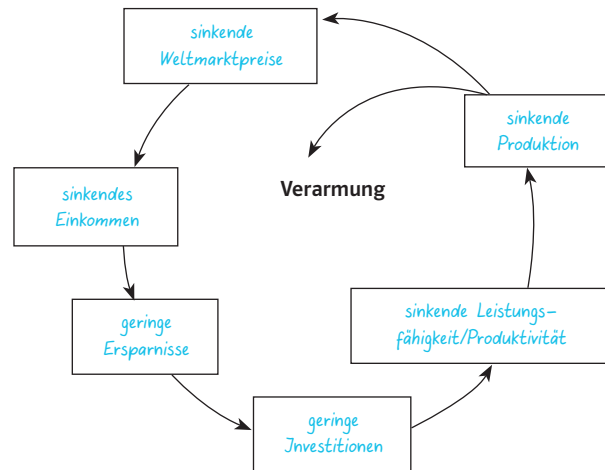 sinkende
Weltmarktpreise
sinkende
Produktion
Verarmung
sinkendes
Einkommen
geringe
Ersparnisse
sinkende Leistungs-
fähigkeit/Produktivität
geringe
Investitionen